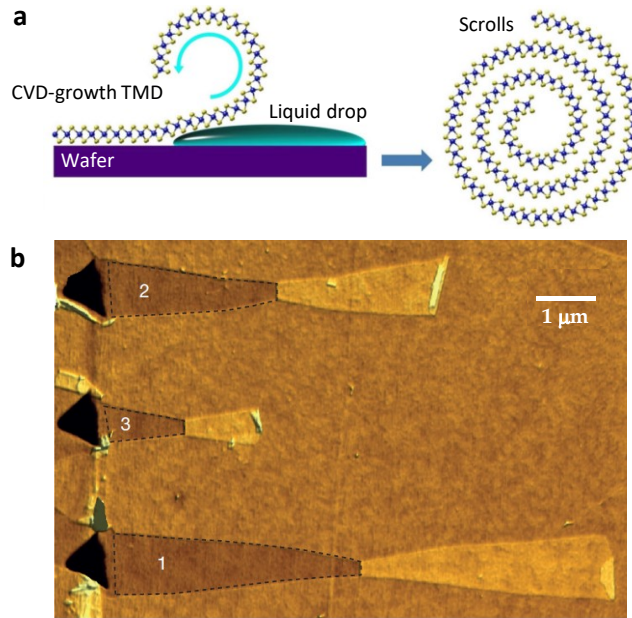 a
Scrolls
CVD-growth TMD
Liquid drop
Wafer
b
2
1 μm
3
1